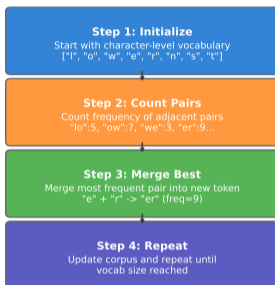 Step 1: Initialize
Start with character-level vocabulary
["l", "o", "w", "e", "r", "n", "s", "t"]
Step 2: Count Pairs
Count frequency of adjacent pairs
"lo":5, "ow":7, "we":3, "er":9...
Step 3: Merge Best
Merge most frequent pair into new token
"e" + "r" -> "er" (freq=9)
Step 4: Repeat
Update corpus and repeat until
vocab size reached